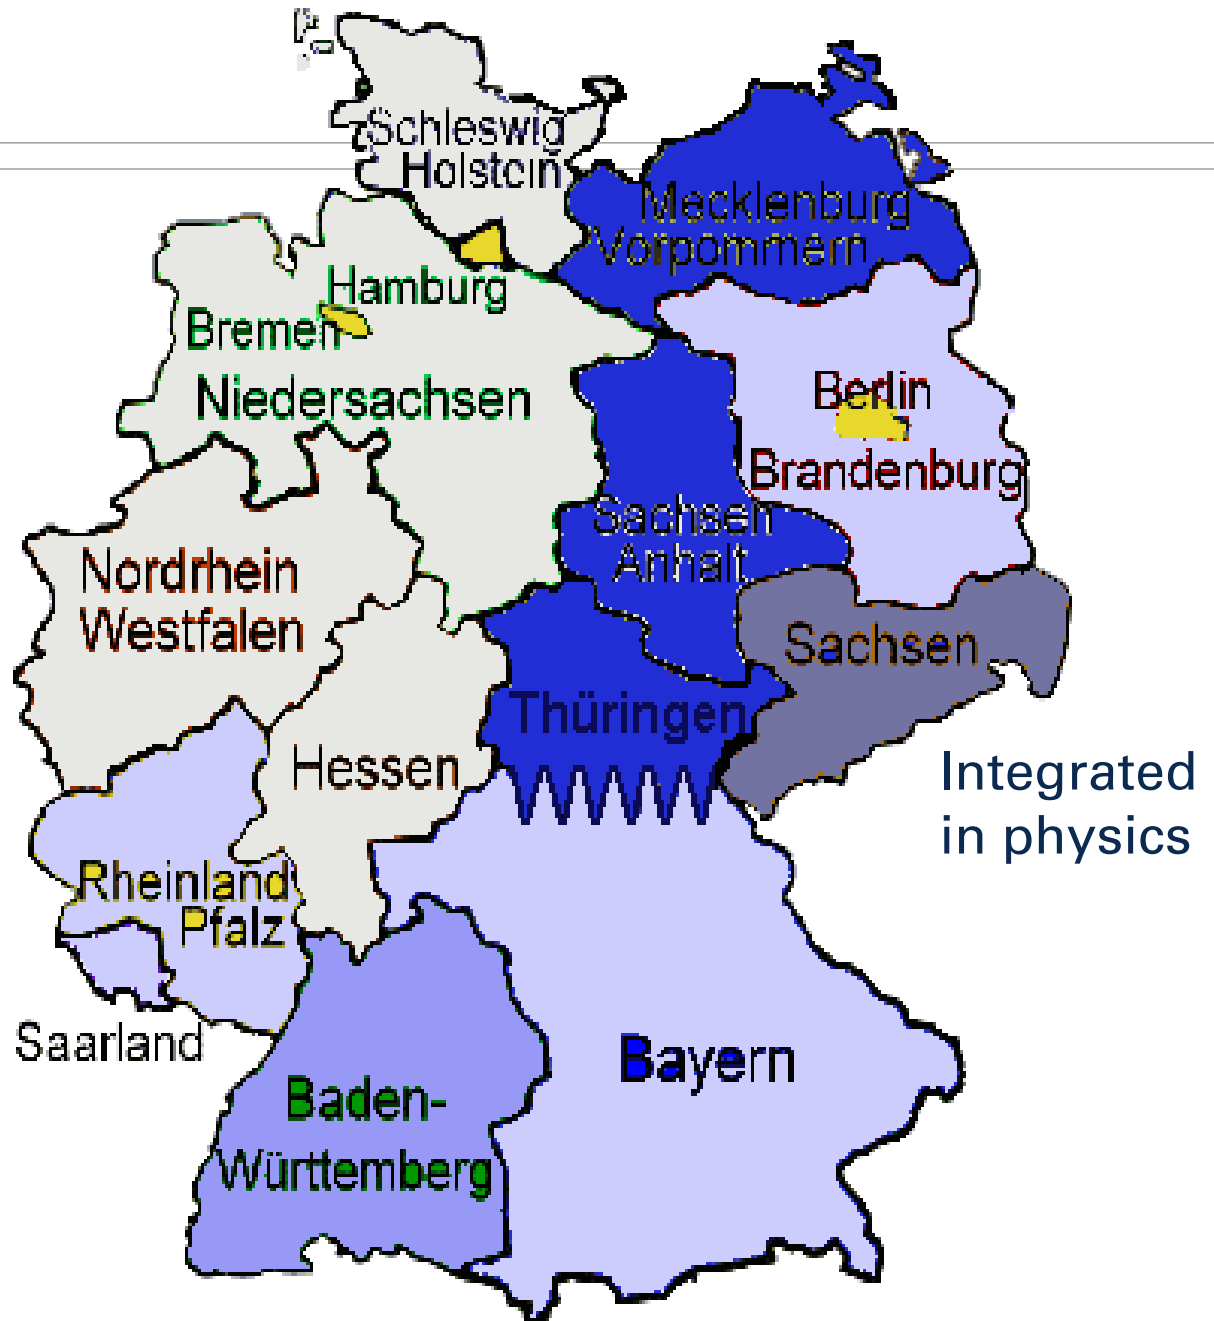 Schleswig
Holstein
Mecklenburg
Vorpommern
Hamburg
Bremen
Niedersachsen
Berlin
Brandenburg
Sachsen
Anhalt
Nordrhein
Westfalen
Sachsen
Thüringen
Hessen
Integrated
in physics
Rheinland
Pfalz
Saarland
Bayern
Baden-
Württemberg